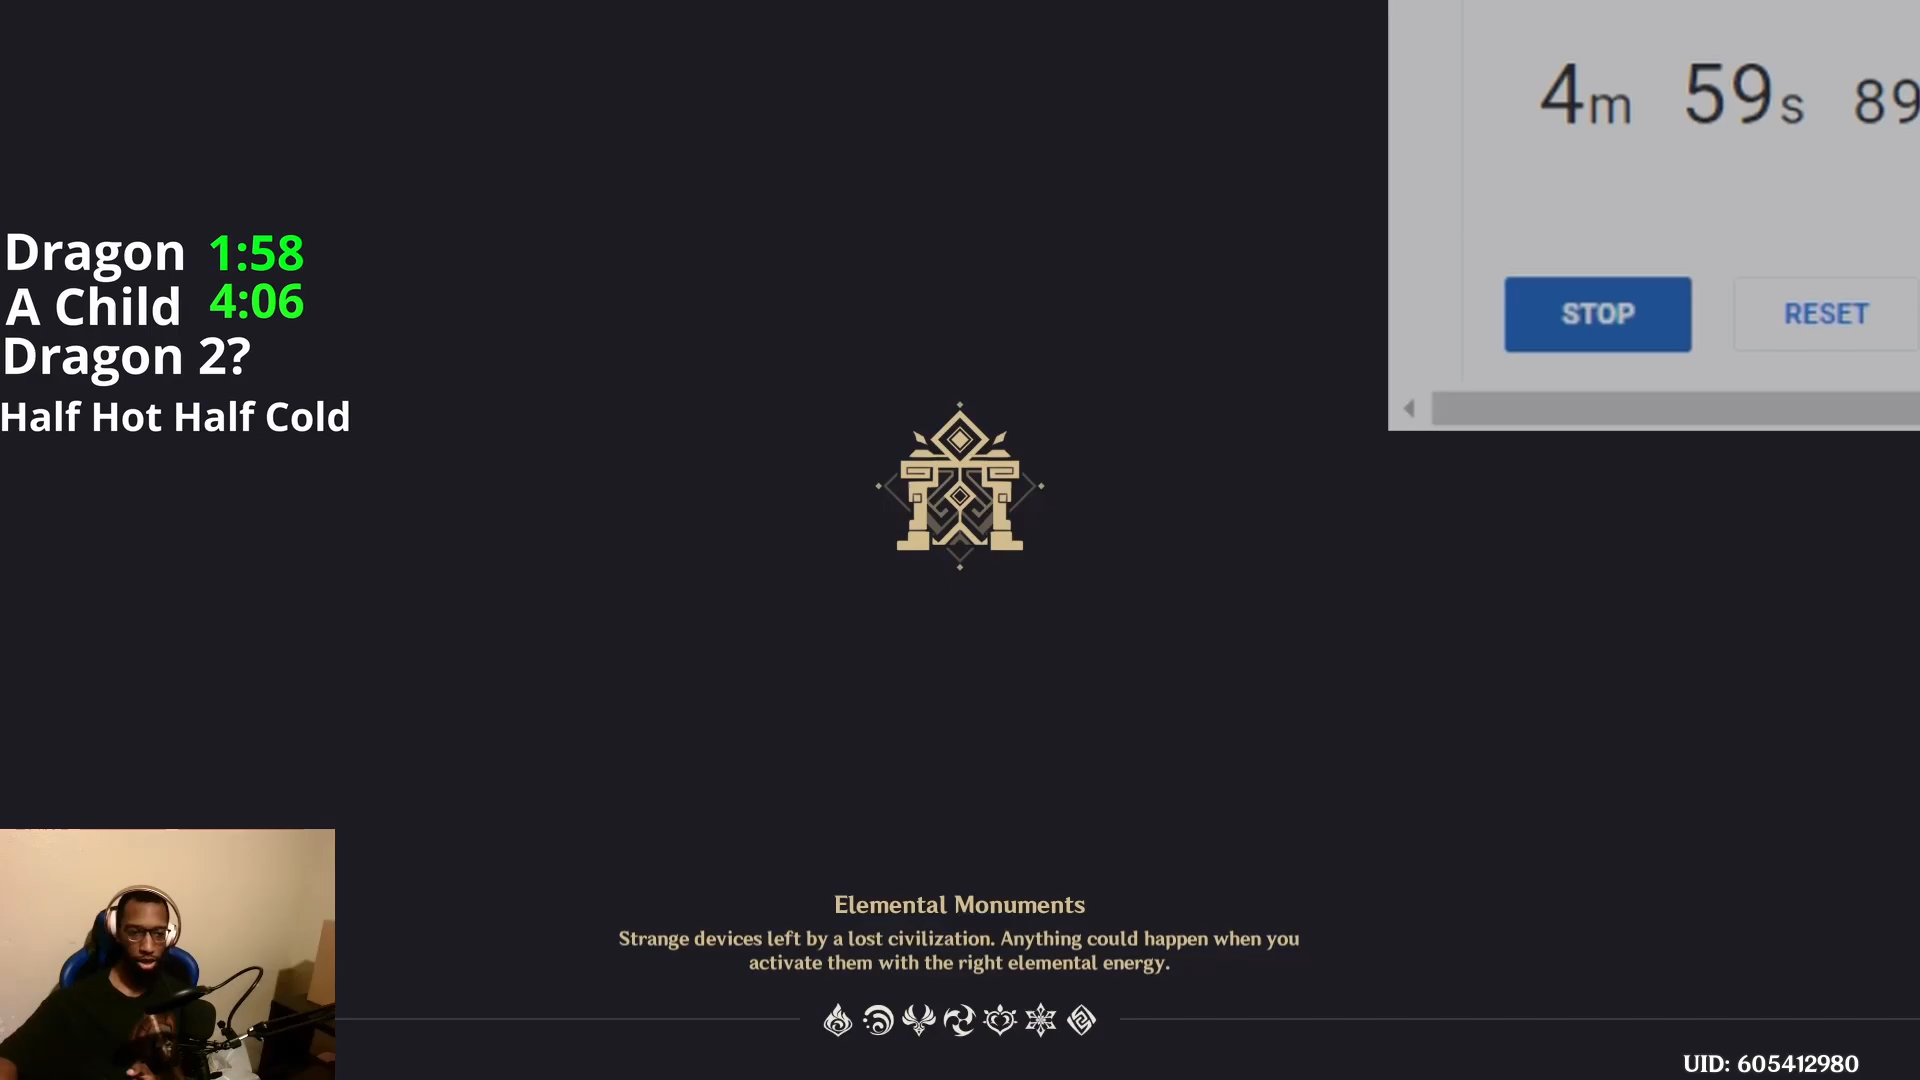 4m 59s 89
Dragon 1:58
A Child 4:06
Dragon 2?
Half Hot Half Cold
STOP
RESET
Elemental Monuments
Strange devices left by a lost civilization. Anything could happen when you
activate them with the right elemental energy.
UID: 605412980